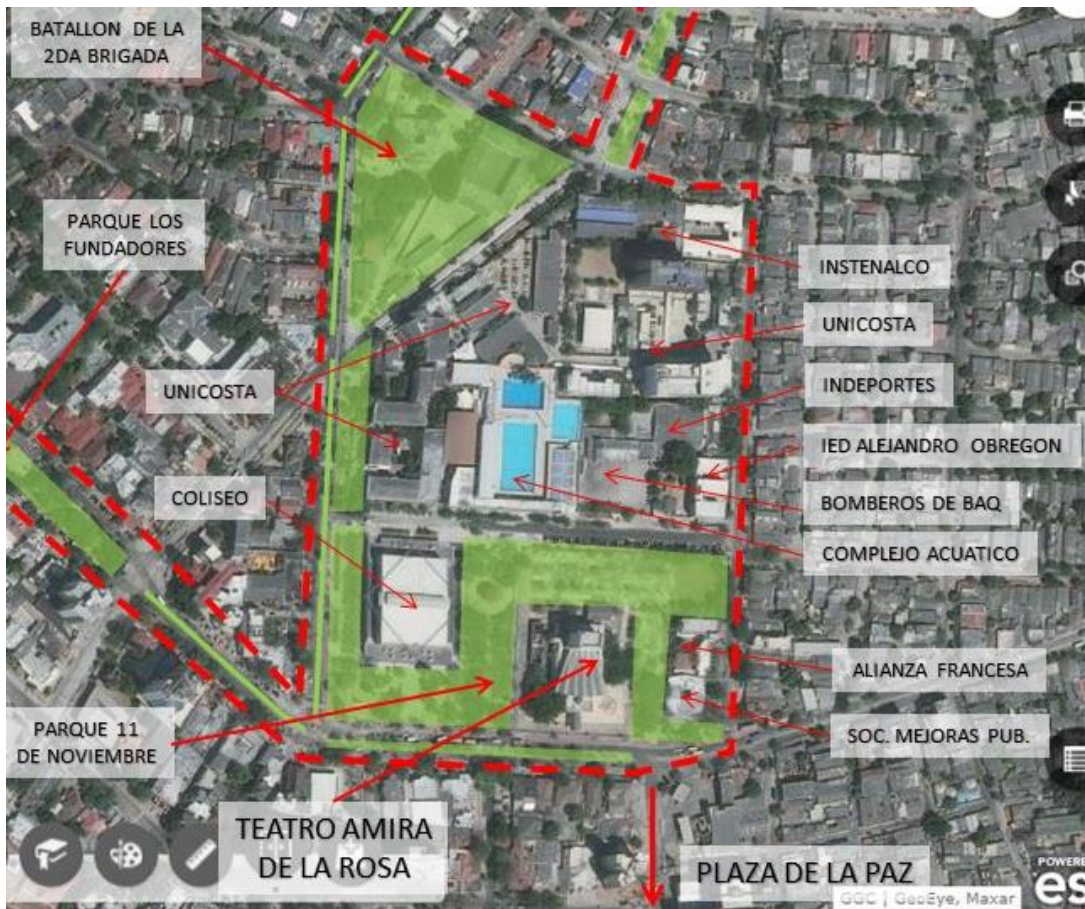 BATALLON DE LA
2DA BRIGADA
PARQUE LOS
FUNDADORES
INSTENALCO
UNICOSTA
INDEPORTES
UNICOSTA
IED ALEJANDRO OBREGON
COLISEO
BOMBEROS DE BAQ
COMPLEJO ACUATICO
ALIANZA FRANCESA
PARQUE 11
DE NOVIEMBRE
SOC. MEJORAS PUB.
TEATRO AMIRA
DE LA ROSA
PLAZA DE LA PAZ
POWERE
es
GGC | GeoEye, Maxar